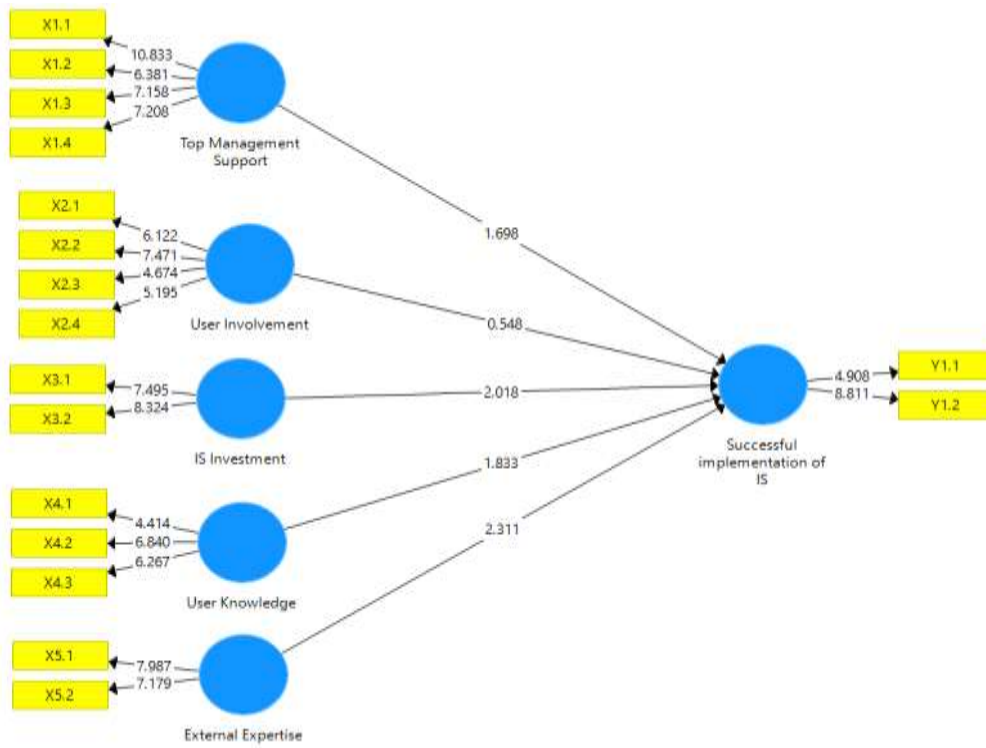 X1.1
10.833
X1.2
6.381
X1.3
7.158
7.208
X1.4
Top Management
Support
1.698
X2.1
6.122
X2.2
7.471
X2.3
4.674
5.195
X2.4
User Involvement
0.548
X3.1
7.495
X3.2
8.324
IS Investment
2.018
4.908
Y1.1
8.811
Y1.2
Successful
implementation of
IS
1.833
X4.1
4.414
X4.2
6.840
X4.3
6.267
User Knowledge
2.311
X5.1
7.987
X5.2
7.179
External Expertise